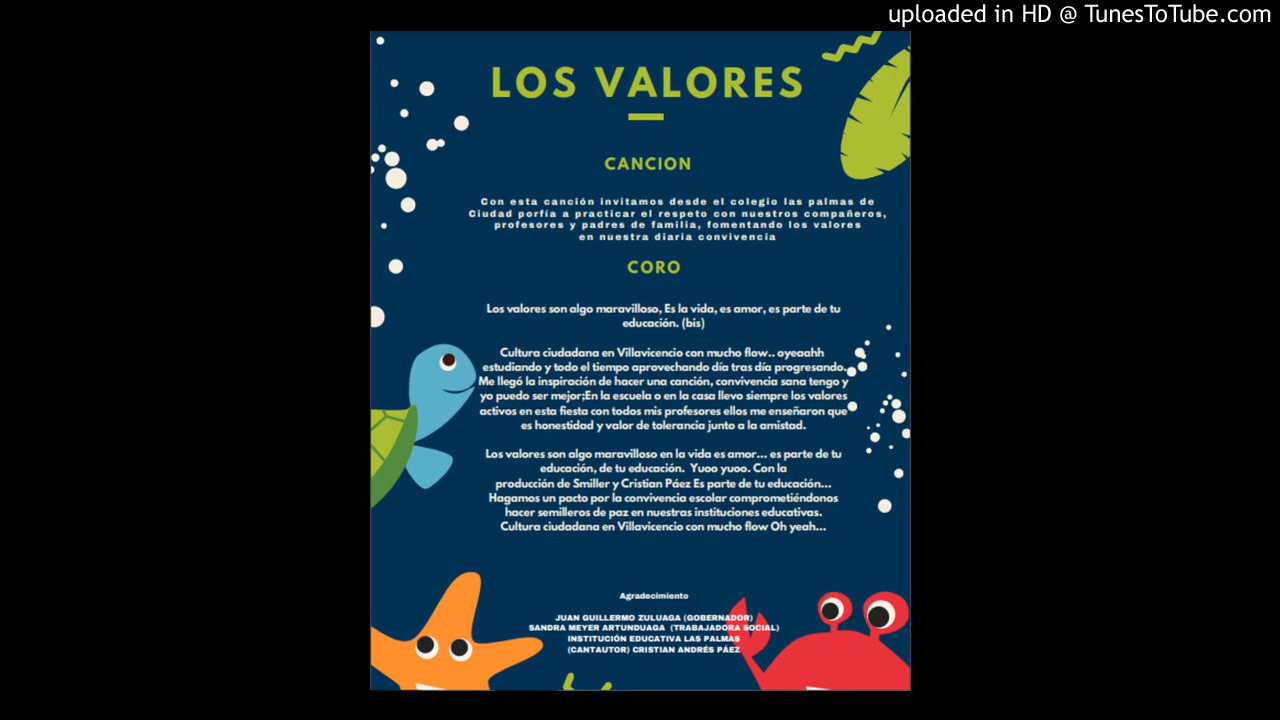 uploaded in HD @ TunesToTube.com
LOS VALORES
CANCION
Con esta canción invitamos desde el colegio las palmas de
Ciudad porfía a practicar el respeto con nuestros compañeros,
profesores y padres de familia, fomentando los valores
en nuestra diaria convivencia
CORO
Los valores son algo maravilloso, Es la vida, es amor, es parte de tu
educación. (bis)
Cultura ciudadana en Villavicencio con mucho flow.. oyeaahh
estudiando y todo el tiempo aprovechando día tras día progresando.
Me llegó la inspiración de hacer una canción, convivencia sana tengo y
yo puedo ser mejor;En la escuela o en la casa llevo siempre los valores
activos en esta fiesta con todos mis profesores ellos me enseñaron que
es honestidad y valor de tolerancia junto a la amistad.
Los valores son algo maravilloso en la vida es amor... es parte de tu
educación, de tu educación. Yuoo yuoo. Con la
producción de Smiller y Cristian Páez Es parte de tu educación...
Hagamos un pacto por la convivencia escolar comprometiéndonos
hacer semilleros de paz en nuestras instituciones educativas.
Cultura ciudadana en Villavicencio con mucho flow Oh yeah...
Agradecimiento
JUAN GUILLERMO ZULUAGA (GOBERNADOR)
SANDRA MEYER ARTUNDUAGA (TRABAJADORA SOCIAL)
INSTITUCIÓN EDUCATIVA LAS PALMAS
(CANTAUTOR) CRISTIAN ANDRÉS PÁEZ